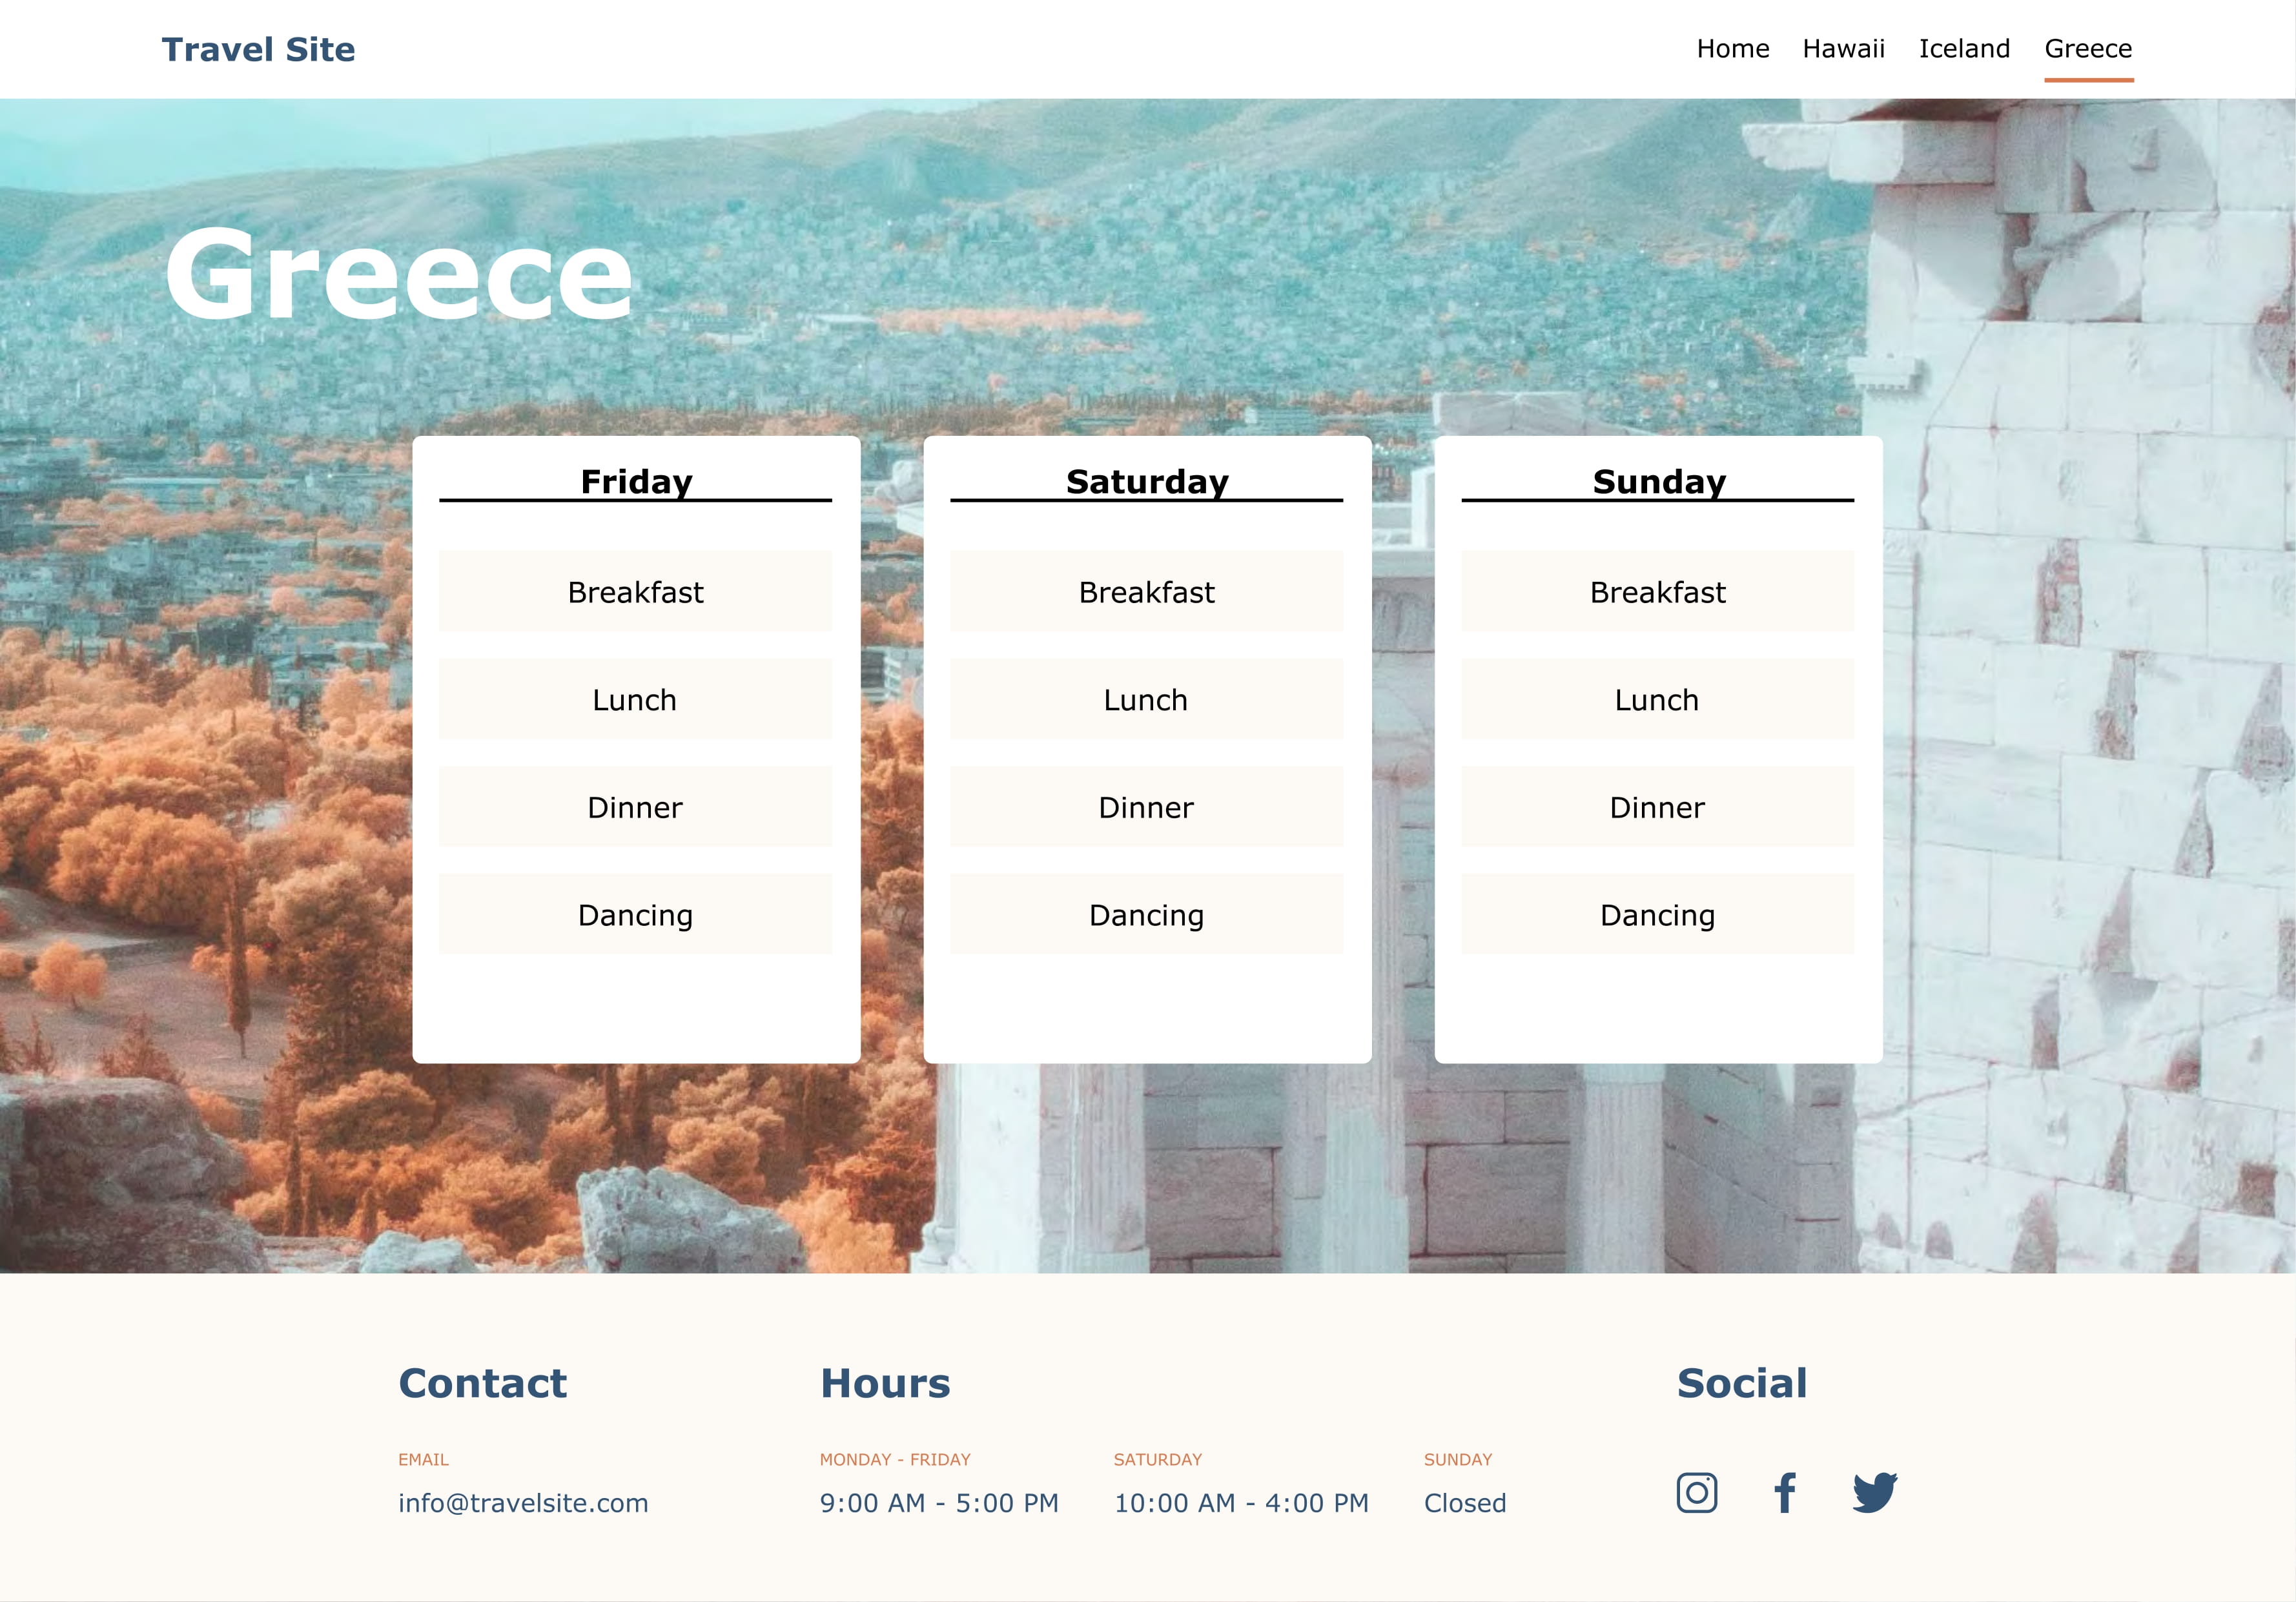 Travel Site
Home Hawaii Iceland Greece
Greece
Friday
Breakfast
Lunch
Dinner
Dancing
Saturday
Breakfast
Lunch
Dinner
Dancing
Sunday
Breakfast
Lunch
Dinner
Dancing
Contact
EMAIL
info@travelsite.com
Hours
MONDAY - FRIDAY
9:00 AM - 5:00 PM
SATURDAY
10:00 AM - 4:00 PM
SUNDAY
Closed
Social